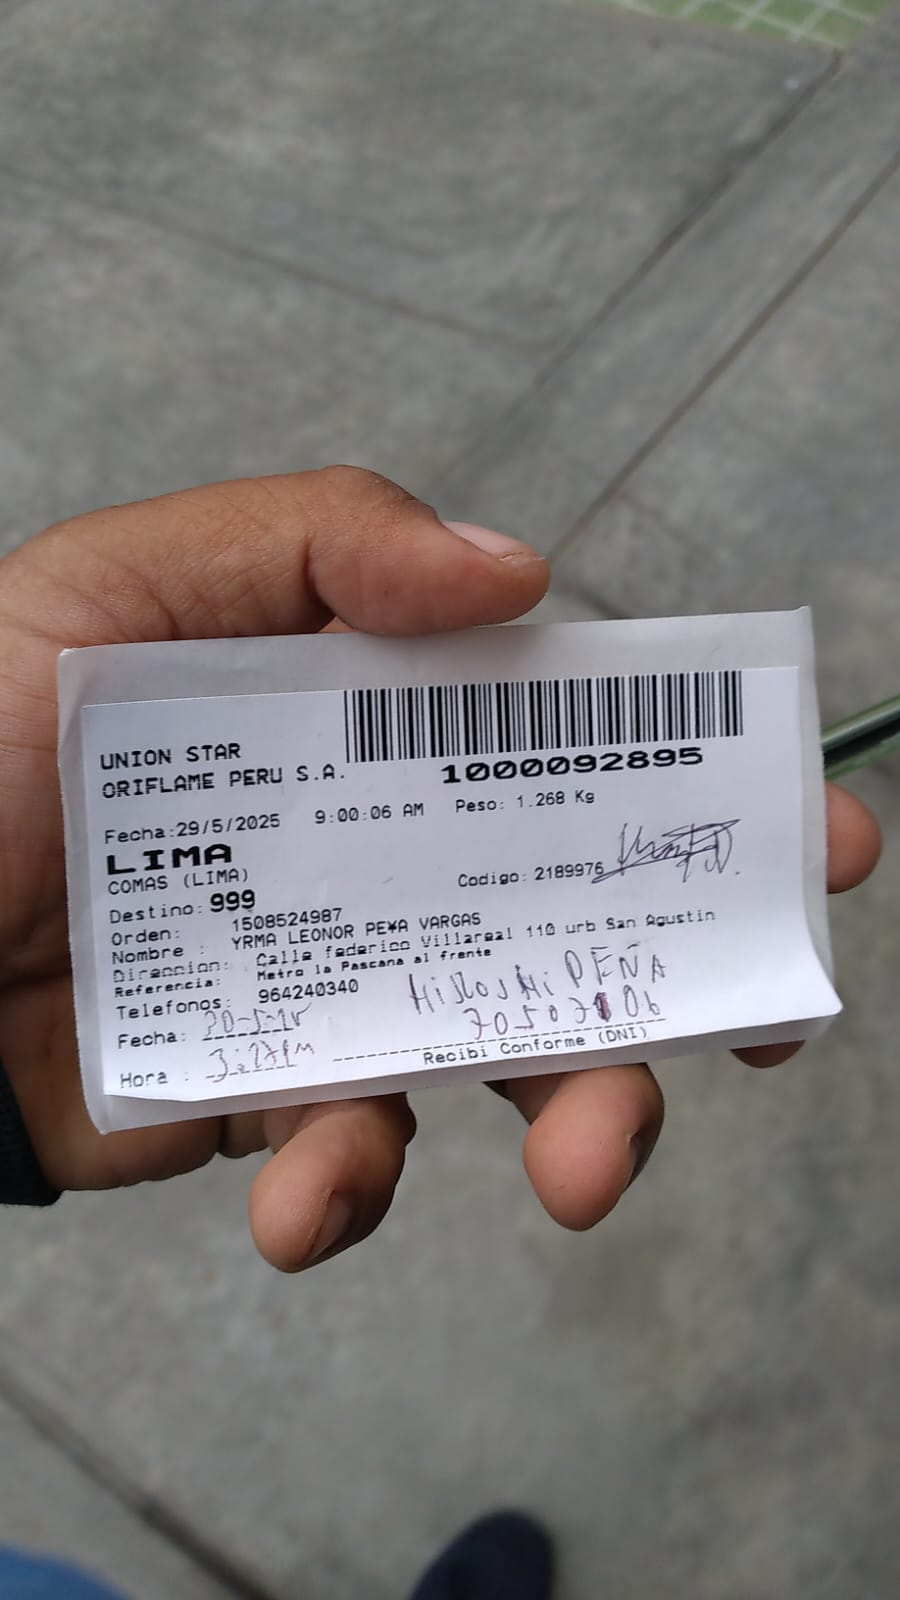 UNION STAR
ORIFLAME PERU S.A.
1000092895
Fecha:29/5/2025 9:00:06 AM Peso: 1.268 Kg
LIMA
COMAS (LIMA)
Codigo: 2189976
Destino: 999
Orden: 1508524987
Nombre : YRMA LEONOR PE¥A VARGAS
Direccion: Calle federico Villareal 110 urb San Agustin
Referencia: Metro la Pascana al frente
Telefonos: 964240340
PEÑA
Fecha:
Hora : 3:27PM
Recibi Conforme (DNI)